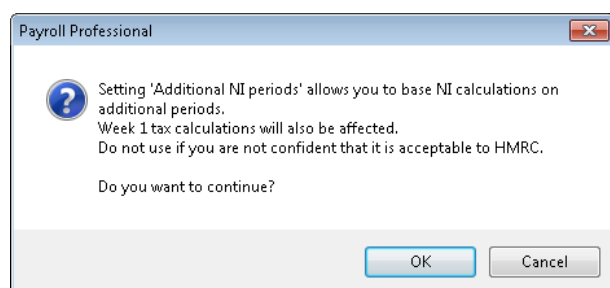 Payroll Professional
Setting 'Additional NI periods' allows you to base NI calculations on
additional periods.
Week 1 tax calculations will also be affected.
Do not use if you are not confident that it is acceptable to HMRC.
Do you want to continue?
OK
Cancel